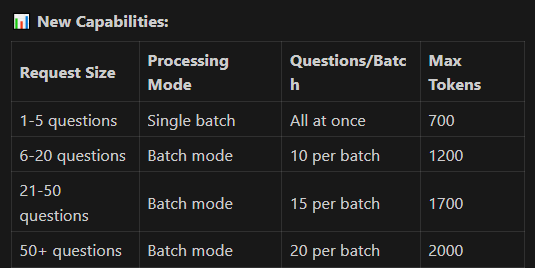 📊 New Capabilities:
Request Size | Processing Mode | Questions/Batch | Max Tokens
1-5 questions | Single batch | All at once | 700
6-20 questions | Batch mode | 10 per batch | 1200
21-50 questions | Batch mode | 15 per batch | 1700
50+ questions | Batch mode | 20 per batch | 2000